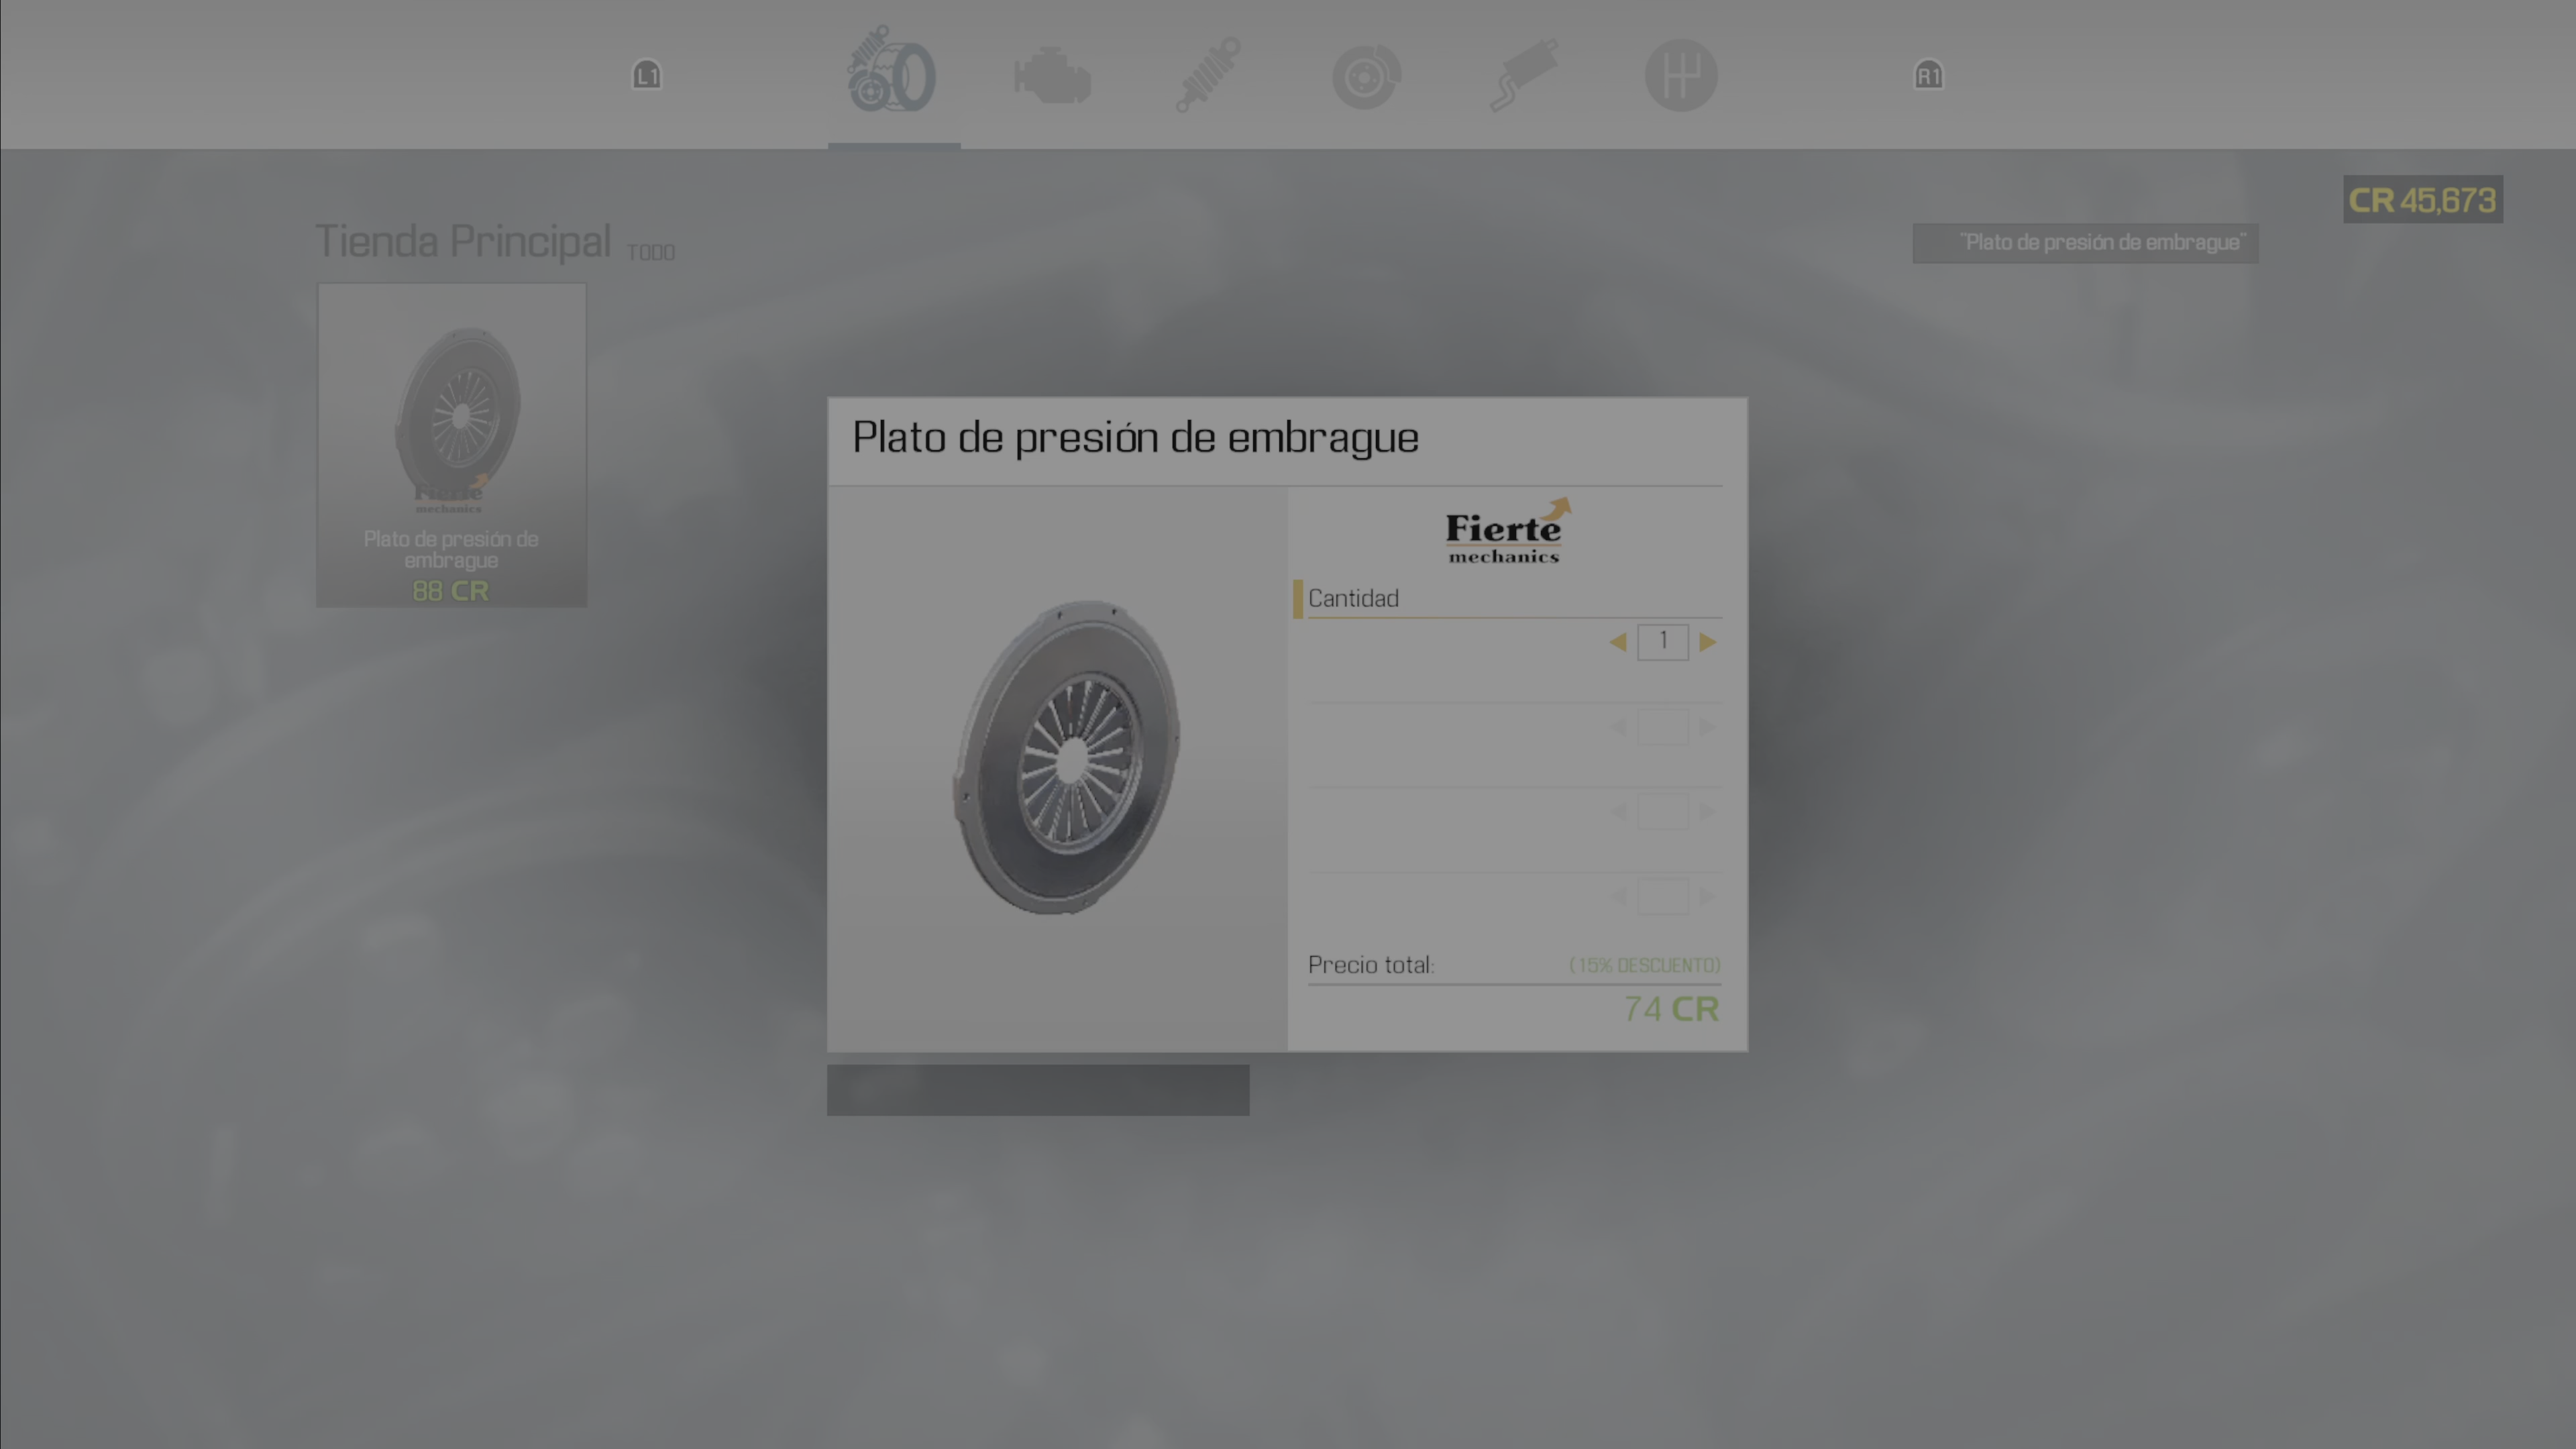 L1
R1
CR 45,673
Tienda Principal TODO
"Plato de presión de embrague"
Fierte
mechanics
Plato de presión de
embrague
88 CR
Plato de presión de embrague
Fierte
mechanics
Cantidad
1
Precio total:
(15% DESCUENTO)
74 CR